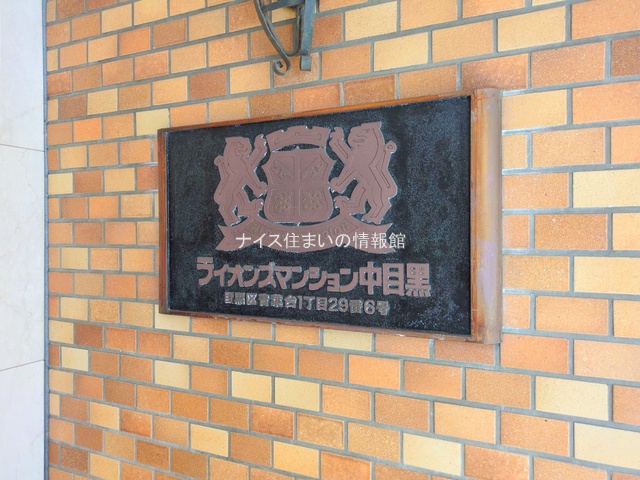 ナイス住まいの情報館
ライオンズマンション中目黒
目黒区青葉台1丁目29番6号